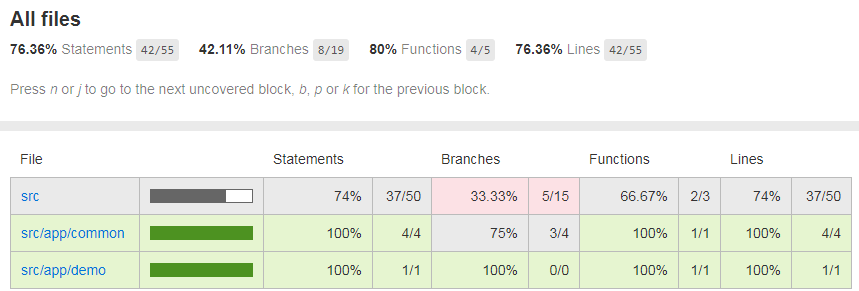 All files
76.36% Statements 42/55 42.11% Branches 8/19 80% Functions 4/5 76.36% Lines 42/55
Press n or j to go to the next uncovered block, b, p or k for the previous block.
File Statements Branches Functions Lines
src 74% 37/50 33.33% 5/15 66.67% 2/3 74% 37/50
src/app/common 100% 4/4 75% 3/4 100% 1/1 100% 4/4
src/app/demo 100% 1/1 100% 0/0 100% 1/1 100% 1/1